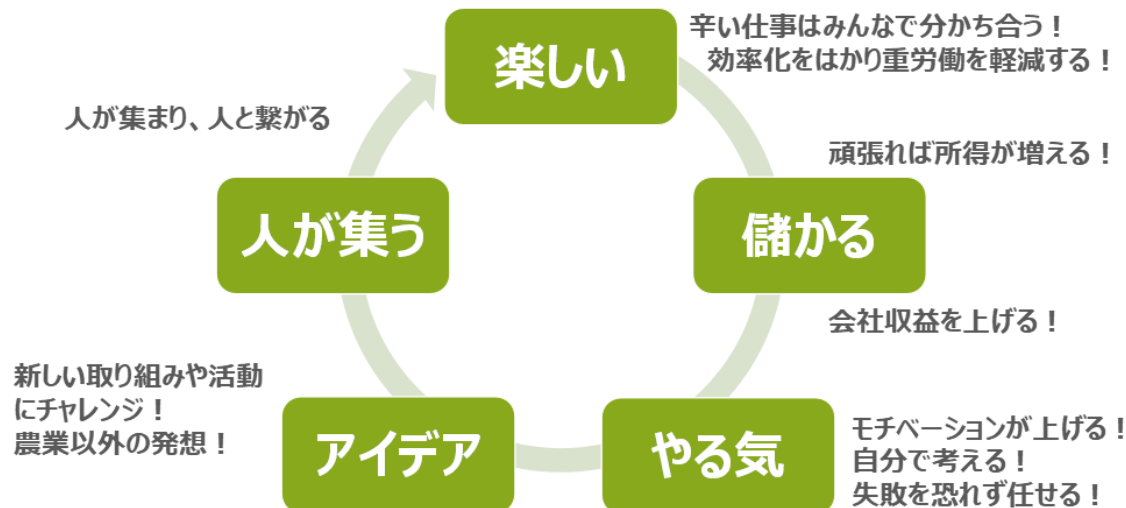 楽しい
辛い仕事はみんなで分かち合う！
効率化をはかり重労働を軽減する！
頑張れば所得が増える！
儲かる
会社収益を上げる！
やる気
モチベーションが上げる！
自分で考える！
失敗を恐れず任せる！
アイデア
新しい取り組みや活動
にチャレンジ！
農業以外の発想！
人が集う
人が集まり、人と繋がる